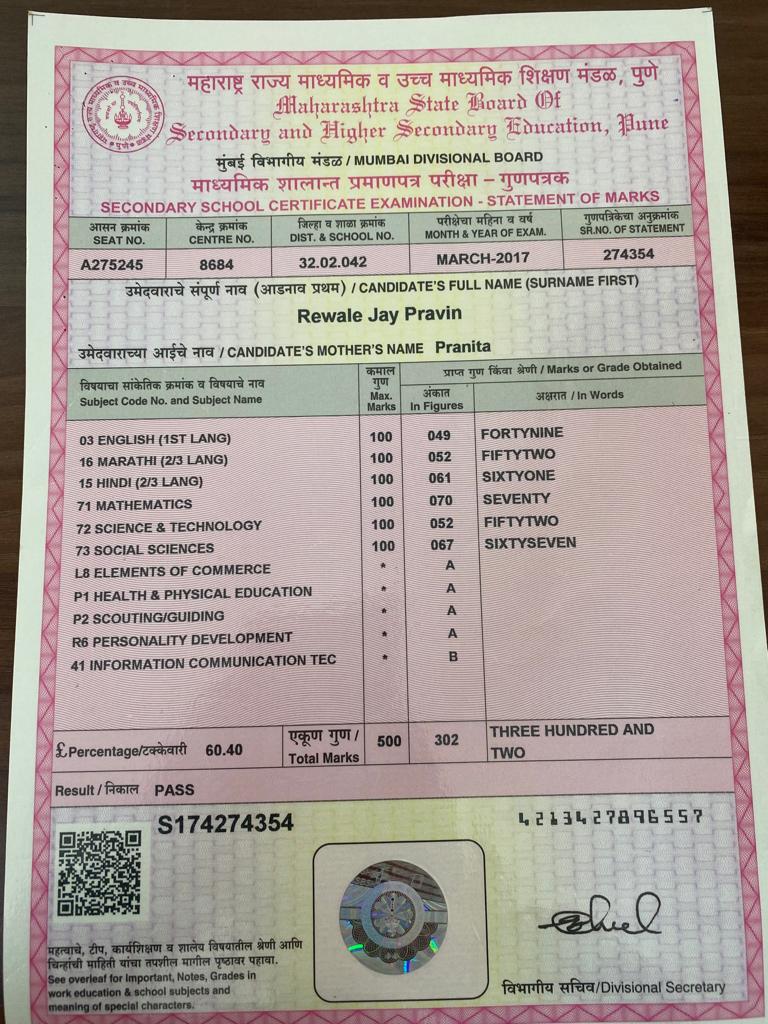 महाराष्ट्र राज्य माध्यमिक व उच्च माध्यमिक शिक्षण मंडळ, पुणे
Maharashtra State Board Of
Secondary and Higher Secondary Education, Pune
मुंबई विभागीय मंडळ / MUMBAI DIVISIONAL BOARD
माध्यमिक शालान्त प्रमाणपत्र परीक्षा – गुणपत्रक
SECONDARY SCHOOL CERTIFICATE EXAMINATION - STATEMENT OF MARKS
आसन क्रमांक केन्द्र क्रमांक जिल्हा व शाळा क्रमांक परीक्षेचा महिना व वर्ष गुणपत्रिकेचा अनुक्रमांक
SEAT NO. CENTRE NO. DIST. & SCHOOL NO. MONTH & YEAR OF EXAM. SR.NO. OF STATEMENT
A275245 8684 32.02.042 MARCH-2017 274354
उमेदवाराचे संपूर्ण नाव (आडनाव प्रथम) / CANDIDATE'S FULL NAME (SURNAME FIRST)
Rewale Jay Pravin
उमेदवाराच्या आईचे नाव / CANDIDATE'S MOTHER'S NAME Pranita
विषयाचा सांकेतिक क्रमांक व विषयाचे नाव
Subject Code No. and Subject Name
कमाल
गुण
Max.
Marks
प्राप्त गुण किंवा श्रेणी / Marks or Grade Obtained
अंकात
In Figures
अक्षरात / In Words
03 ENGLISH (1ST LANG) 100 049 FORTYNINE
16 MARATHI (2/3 LANG) 100 052 FIFTYTWO
15 HINDI (2/3 LANG) 100 061 SIXTYONE
71 MATHEMATICS 100 070 SEVENTY
72 SCIENCE & TECHNOLOGY 100 052 FIFTYTWO
73 SOCIAL SCIENCES 100 067 SIXTYSEVEN
L8 ELEMENTS OF COMMERCE * A
P1 HEALTH & PHYSICAL EDUCATION * A
P2 SCOUTING/GUIDING * A
R6 PERSONALITY DEVELOPMENT * A
41 INFORMATION COMMUNICATION TEC * B
£Percentage/टक्केवारी 60.40
एकूण गुण /
Total Marks
500 302
THREE HUNDRED AND
TWO
Result / निकाल PASS
S174274354
4213427896557
महत्वाचे, टीप, कार्यशिक्षण व शालेय विषयातील श्रेणी आणि
चिन्हांची माहिती यांचा तपशील मागील पृष्ठावर पहावा.
See overleaf for Important, Notes, Grades in
work education & school subjects and
meaning of special characters.
विभागीय सचिव/Divisional Secretary